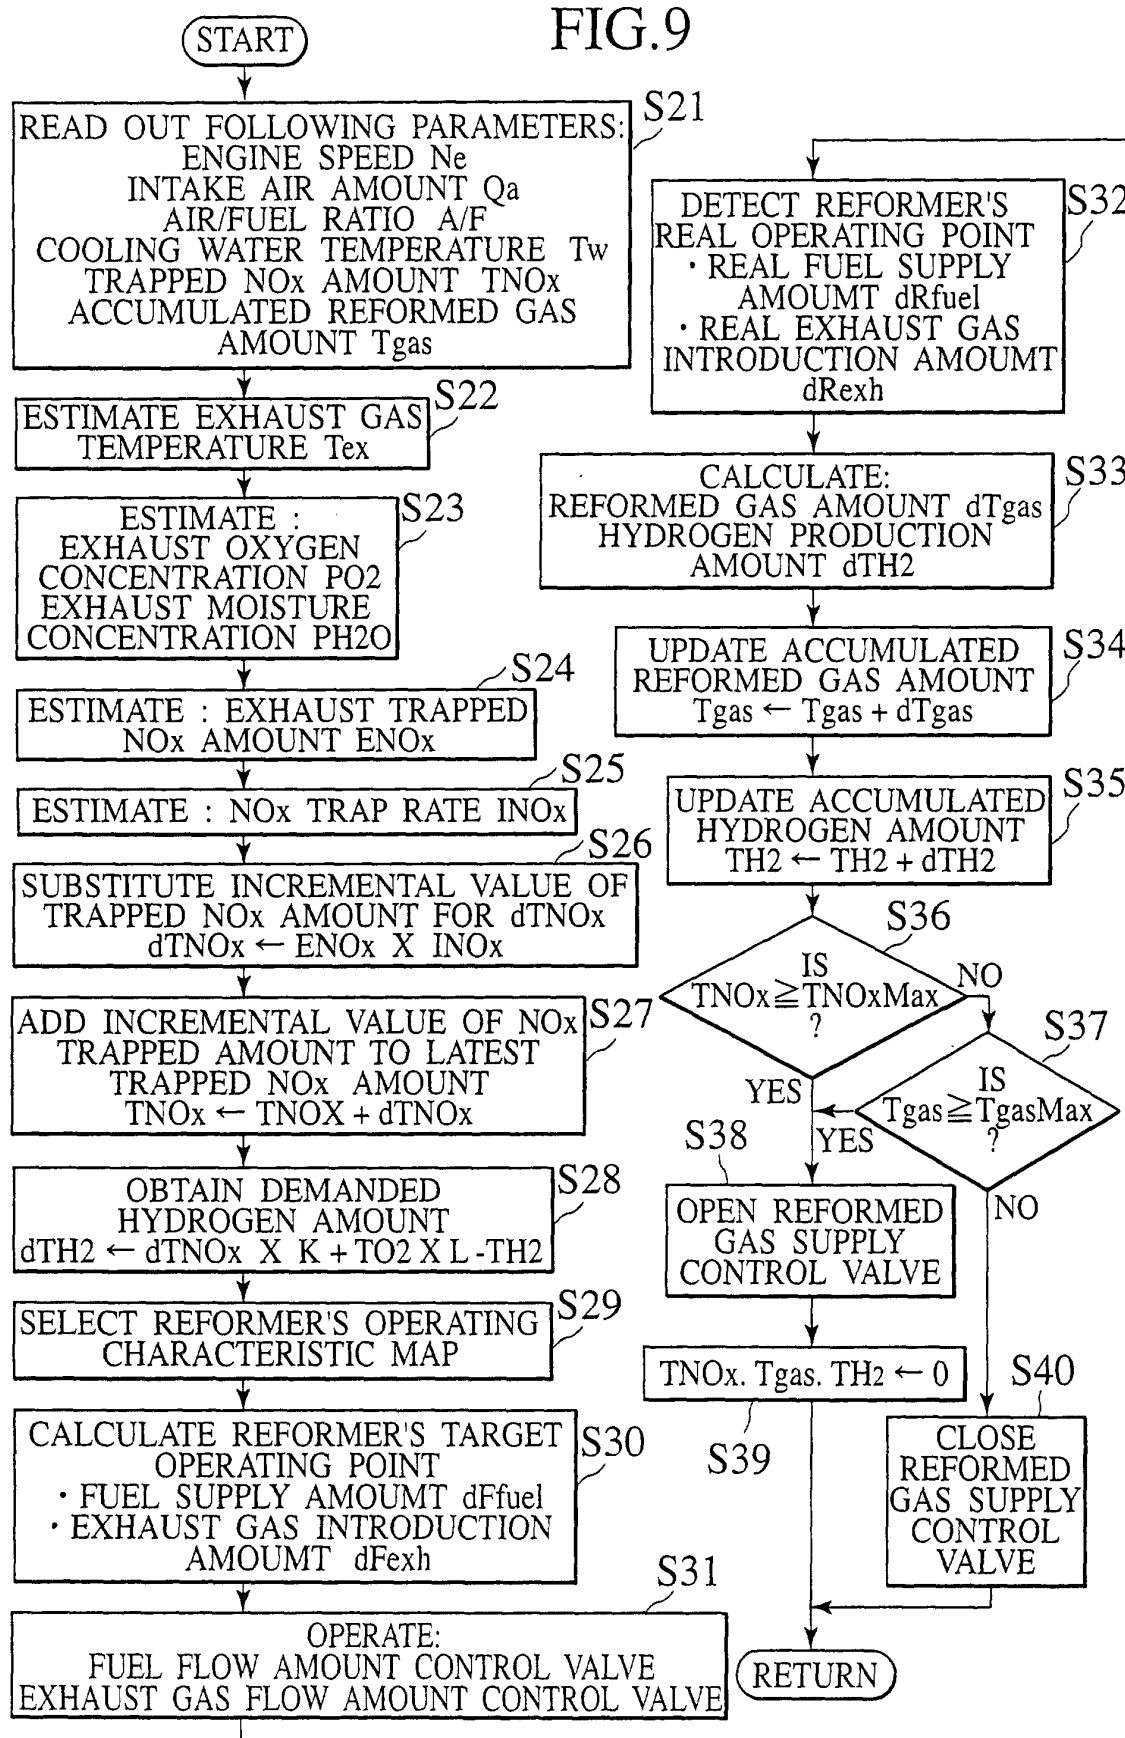 FIG.9
START
S21
READ OUT FOLLOWING PARAMETERS:
ENGINE SPEED Ne
INTAKE AIR AMOUNT Qa
AIR/FUEL RATIO A/F
COOLING WATER TEMPERATURE Tw
TRAPPED NOx AMOUNT TNOx
ACCUMULATED REFORMED GAS
AMOUNT Tgas
S22
ESTIMATE EXHAUST GAS
TEMPERATURE Tex
S23
ESTIMATE :
EXHAUST OXYGEN
CONCENTRATION PO2
EXHAUST MOISTURE
CONCENTRATION PH2O
S24
ESTIMATE : EXHAUST TRAPPED
NOx AMOUNT ENOx
S25
ESTIMATE : NOx TRAP RATE INOx
S26
SUBSTITUTE INCREMENTAL VALUE OF
TRAPPED NOx AMOUNT FOR dTNOx
dTNOx ← ENOx X INOx
S27
ADD INCREMENTAL VALUE OF NOx
TRAPPED AMOUNT TO LATEST
TRAPPED NOx AMOUNT
TNOx ← TNOX + dTNOx
S28
OBTAIN DEMANDED
HYDROGEN AMOUNT
dTH2 ← dTNOx X K + TO2 X L -TH2
S29
SELECT REFORMER'S OPERATING
CHARACTERISTIC MAP
S30
CALCULATE REFORMER'S TARGET
OPERATING POINT
· FUEL SUPPLY AMOUMT dFfuel
· EXHAUST GAS INTRODUCTION
AMOUMT dFexh
S31
OPERATE:
FUEL FLOW AMOUNT CONTROL VALVE
EXHAUST GAS FLOW AMOUNT CONTROL VALVE
S32
DETECT REFORMER'S
REAL OPERATING POINT
· REAL FUEL SUPPLY
AMOUMT dRfuel
· REAL EXHAUST GAS
INTRODUCTION AMOUMT
dRexh
S33
CALCULATE:
REFORMED GAS AMOUNT dTgas
HYDROGEN PRODUCTION
AMOUNT dTH2
S34
UPDATE ACCUMULATED
REFORMED GAS AMOUNT
Tgas ← Tgas + dTgas
S35
UPDATE ACCUMULATED
HYDROGEN AMOUNT
TH2 ← TH2 + dTH2
S36
IS
TNOx≧TNOxMax
?
NO
YES
S37
IS
Tgas≧TgasMax
?
YES
NO
S38
OPEN REFORMED
GAS SUPPLY
CONTROL VALVE
TNOx. Tgas. TH2 ← 0
S39
S40
CLOSE
REFORMED
GAS SUPPLY
CONTROL
VALVE
RETURN